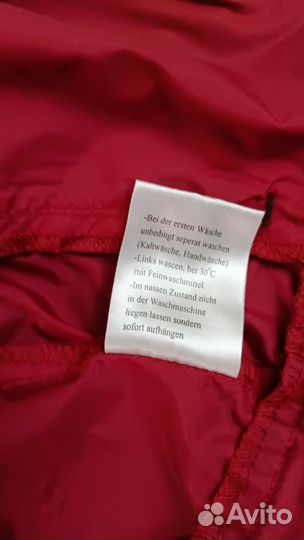 -Bei der ersten Wäsche
unbedingt seperat waschen
(Kaltwäsche, Handwäsche)
-Links wascen, bei 30℃
mit Feinwaschmittel
-Im nassen Zustand nicht
in der Waschmaschine
liegen lassen sondern
sofort aufhängen
Avito